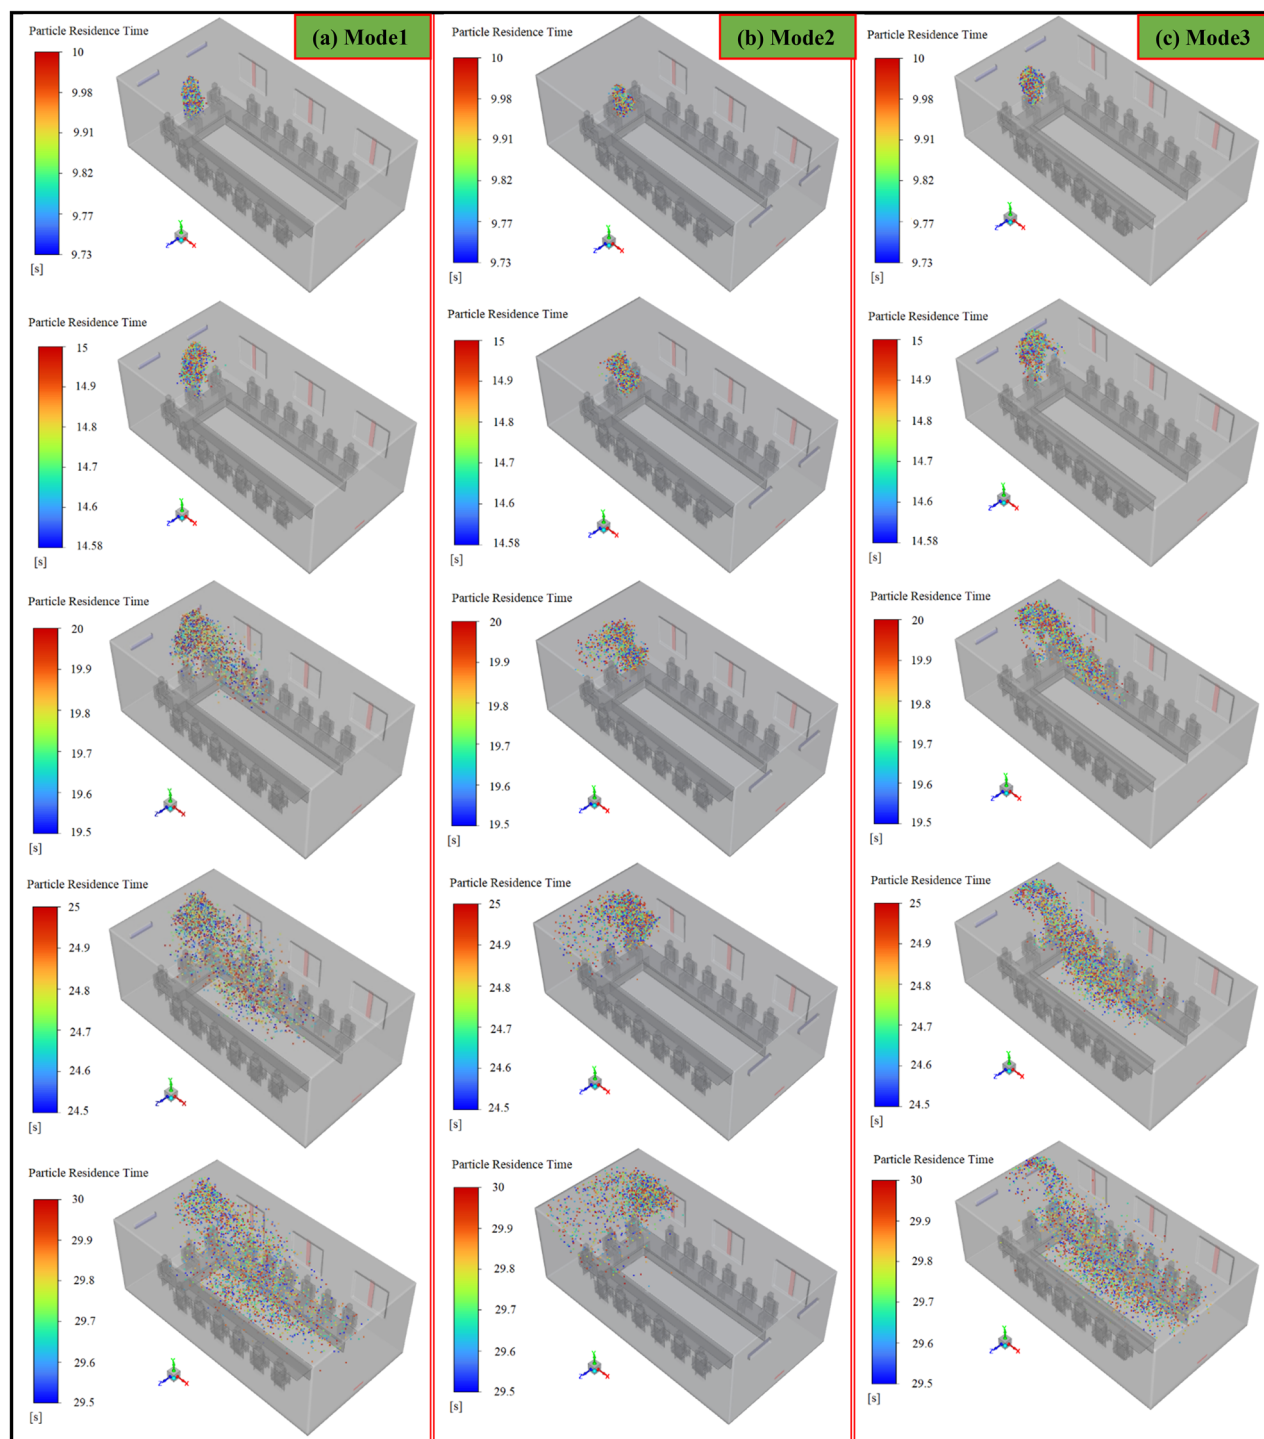 (a) Mode1
Particle Residence Time
10
9.98
9.91
9.82
9.77
9.73
[s]
Y
Z
X
(b) Mode2
Particle Residence Time
10
9.98
9.91
9.82
9.77
9.73
[s]
Y
Z
X
(c) Mode3
Particle Residence Time
10
9.98
9.91
9.82
9.77
9.73
[s]
Y
Z
X
Particle Residence Time
15
14.9
14.8
14.7
14.6
14.58
[s]
Y
Z
X
Particle Residence Time
15
14.9
14.8
14.7
14.6
14.58
[s]
Y
Z
X
Particle Residence Time
15
14.9
14.8
14.7
14.6
14.58
[s]
Y
Z
X
Particle Residence Time
20
19.9
19.8
19.7
19.6
19.5
[s]
Y
Z
X
Particle Residence Time
20
19.9
19.8
19.7
19.6
19.5
[s]
Y
Z
X
Particle Residence Time
20
19.9
19.8
19.7
19.6
19.5
[s]
Y
Z
X
Particle Residence Time
25
24.9
24.8
24.7
24.6
24.5
[s]
Y
Z
X
Particle Residence Time
25
24.9
24.8
24.7
24.6
24.5
[s]
Y
Z
X
Particle Residence Time
25
24.9
24.8
24.7
24.6
24.5
[s]
Y
Z
X
Particle Residence Time
30
29.9
29.8
29.7
29.6
29.5
[s]
Y
Z
X
Particle Residence Time
30
29.9
29.8
29.7
29.6
29.5
[s]
Y
Z
X
Particle Residence Time
30
29.9
29.8
29.7
29.6
29.5
[s]
Y
Z
X